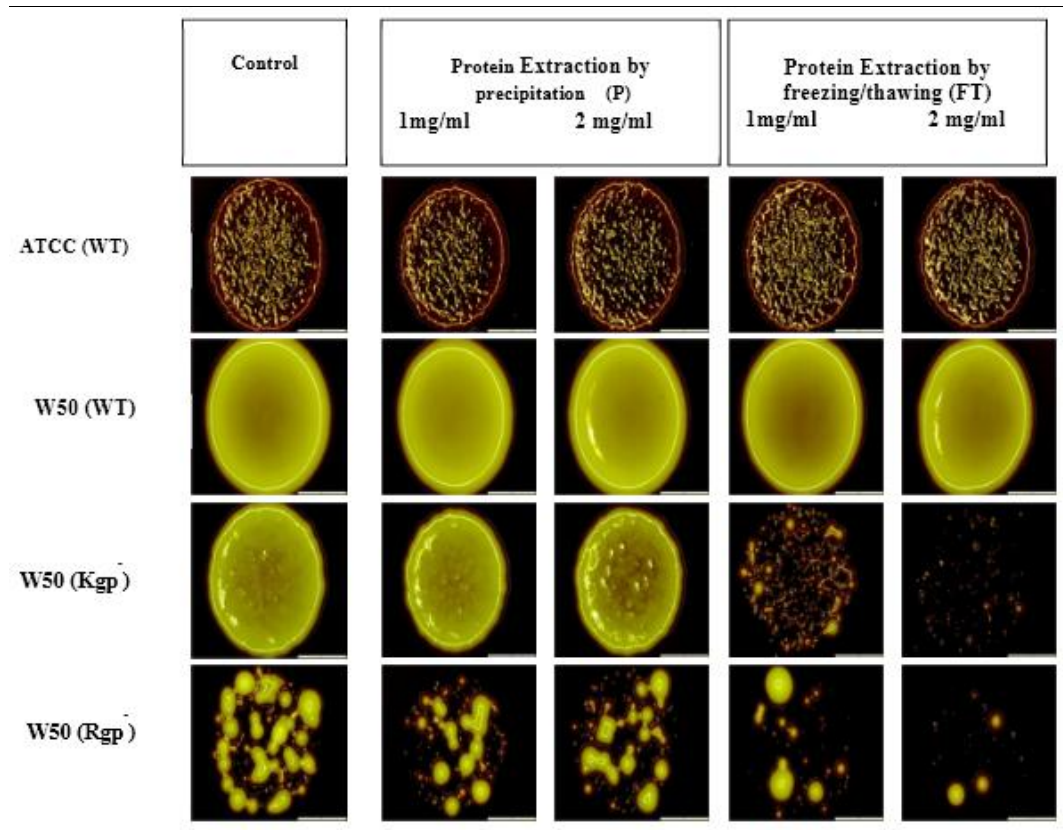 Control
Protein Extraction by
precipitation (P)
1mg/ml 2 mg/ml
Protein Extraction by
freezing/thawing (FT)
1mg/ml 2 mg/ml
ATCC (WT)
W50 (WT)
W50 (Kgp⁻)
W50 (Rgp⁻)